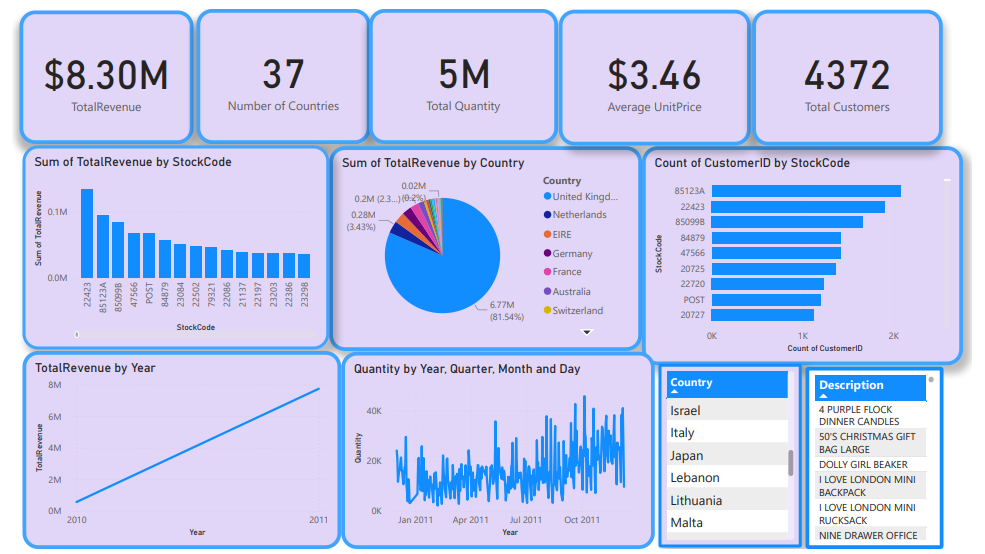 $8.30M
TotalRevenue
37
Number of Countries
5M
Total Quantity
$3.46
Average UnitPrice
4372
Total Customers
Sum of TotalRevenue by StockCode
Sum of TotalRevenue
0.1M
0.0M
22423
85123A
85099B
47566
POST
84879
23084
22502
79321
22086
21137
22197
23203
22386
23298
StockCode
Sum of TotalRevenue by Country
0.02M
(0.2%)
0.2M (2.3...)
0.28M
(3.43%)
6.77M
(81.54%)
Country
United Kingd...
Netherlands
EIRE
Germany
France
Australia
Switzerland
Count of CustomerID by StockCode
StockCode
85123A
22423
85099B
84879
47566
20725
22720
POST
20727
0K
1K
2K
Count of CustomerID
TotalRevenue by Year
TotalRevenue
8M
6M
4M
2M
0M
2010
2011
Year
Quantity by Year, Quarter, Month and Day
Quantity
40K
20K
0K
Jan 2011
Apr 2011
Jul 2011
Oct 2011
Year
Country
Israel
Italy
Japan
Lebanon
Lithuania
Malta
Description
4 PURPLE FLOCK
DINNER CANDLES
50'S CHRISTMAS GIFT
BAG LARGE
DOLLY GIRL BEAKER
I LOVE LONDON MINI
BACKPACK
I LOVE LONDON MINI
RUCKSACK
NINE DRAWER OFFICE